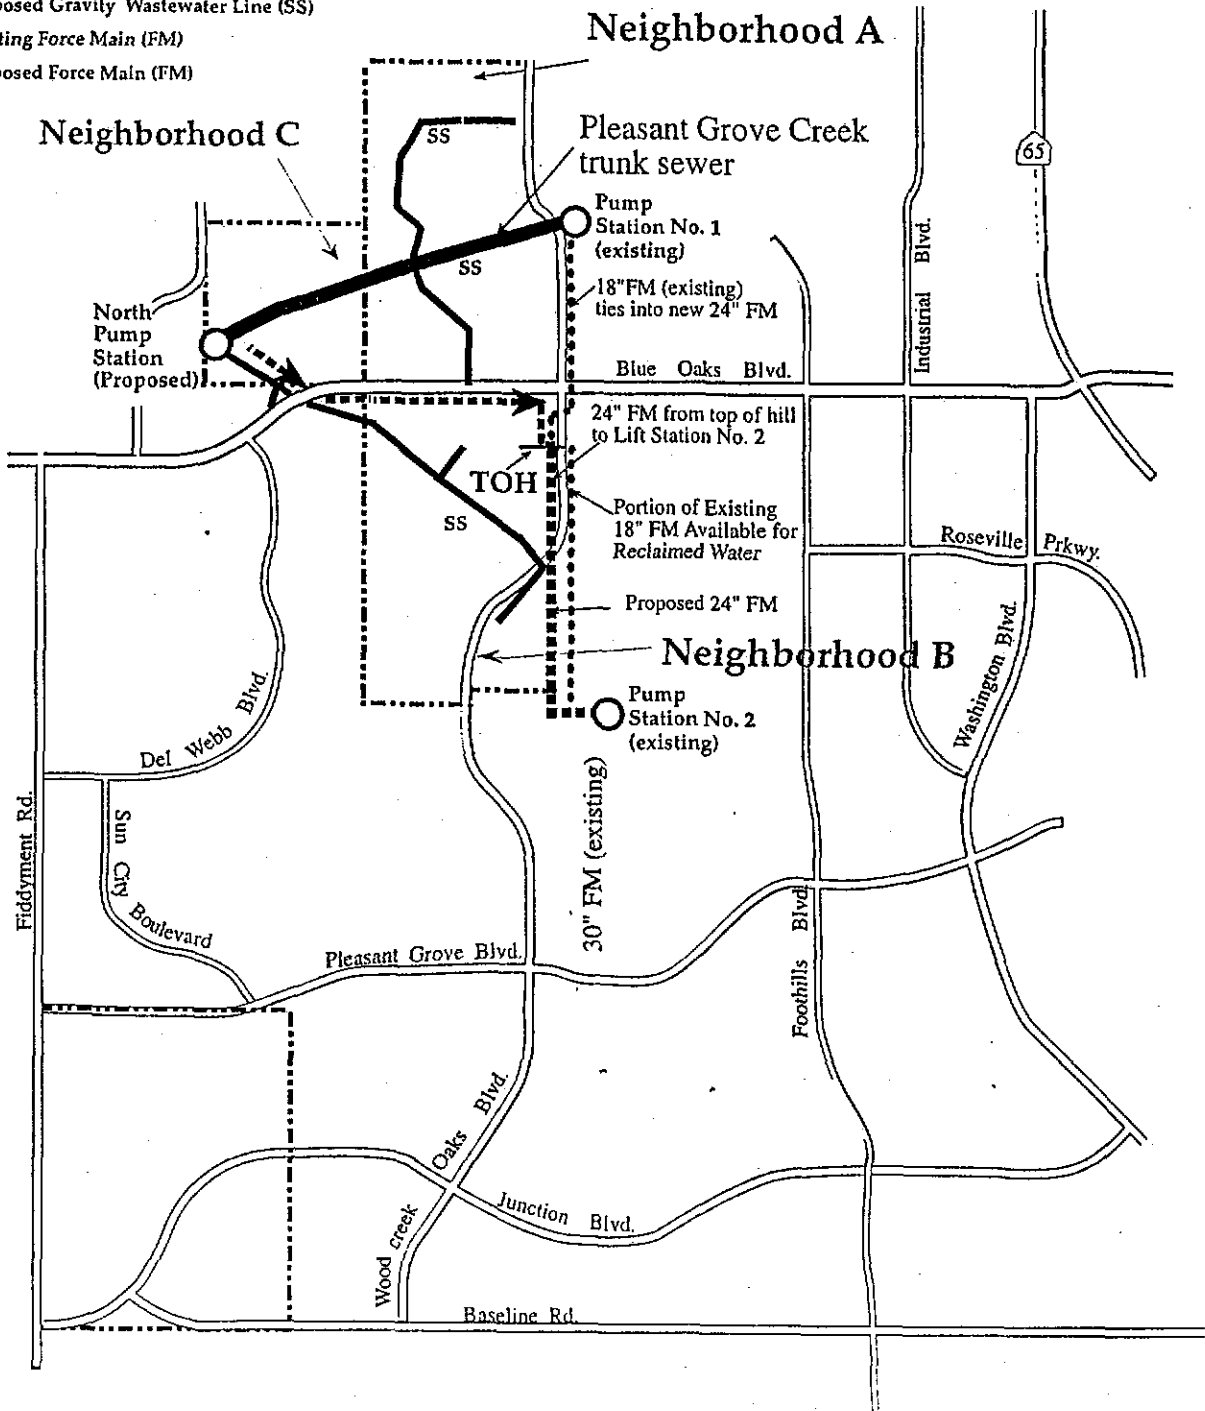 posed Gravity Wastewater Line (SS)
ting Force Main (FM)
posed Force Main (FM)
Neighborhood A
Neighborhood C
SS
Pleasant Grove Creek
trunk sewer
65
Pump
Station No. 1
(existing)
SS
18"FM (existing)
ties into new 24" FM
North
Pump
Station
(Proposed)
Industrial Blvd.
Blue Oaks Blvd.
24" FM from top of hill
to Lift Station No. 2
TOH
SS
Portion of Existing
18" FM Available for
Reclaimed Water
Roseville Prkwy.
Proposed 24" FM
Neighborhood B
Washington Blvd.
Pump
Station No. 2
(existing)
Del Webb Blvd.
30" FM (existing)
Fiddyment Rd.
Sun City Boulevard
Pleasant Grove Blvd.
Foothills Blvd.
Woodcreek Oaks Blvd.
Junction Blvd.
Baseline Rd.